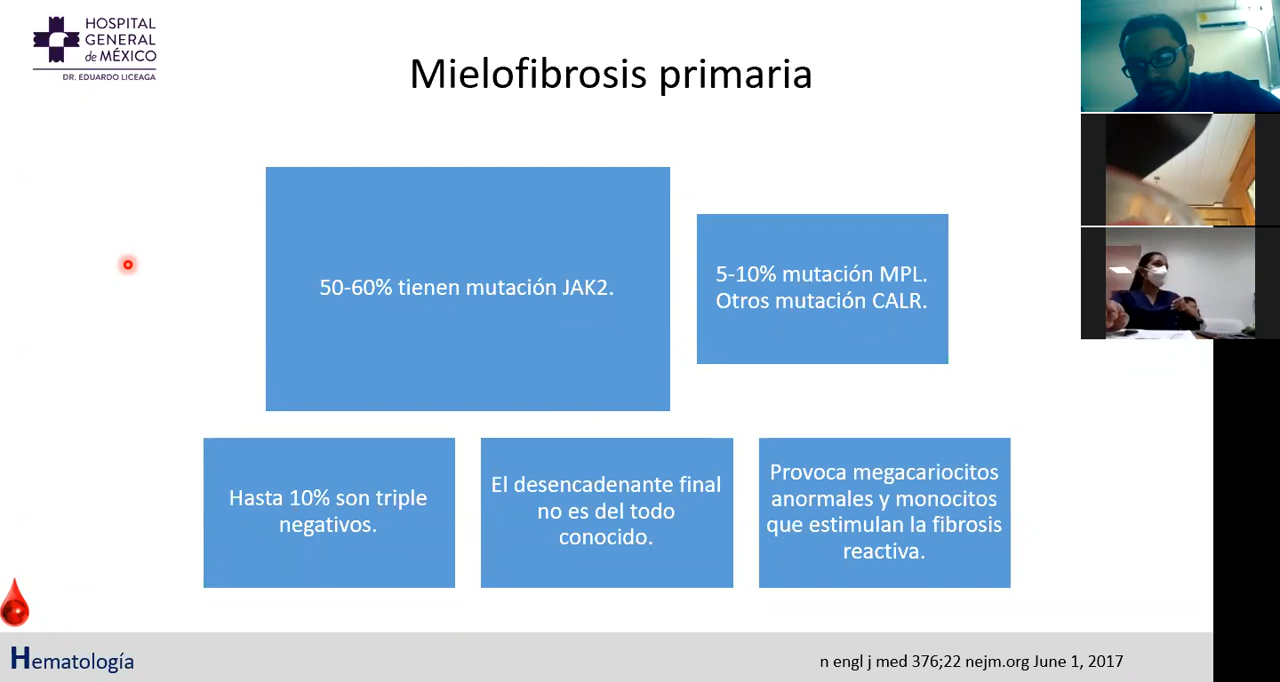 HOSPITAL
GENERAL
de MÉXICO
DR. EDUARDO LICEAGA
Mielofibrosis primaria
50-60% tienen mutación JAK2.
5-10% mutación MPL.
Otros mutación CALR.
Hasta 10% son triple
negativos.
El desencadenante final
no es del todo
conocido.
Provoca megacariocitos
anormales y monocitos
que estimulan la fibrosis
reactiva.
Hematología
n engl j med 376;22 nejm.org June 1, 2017